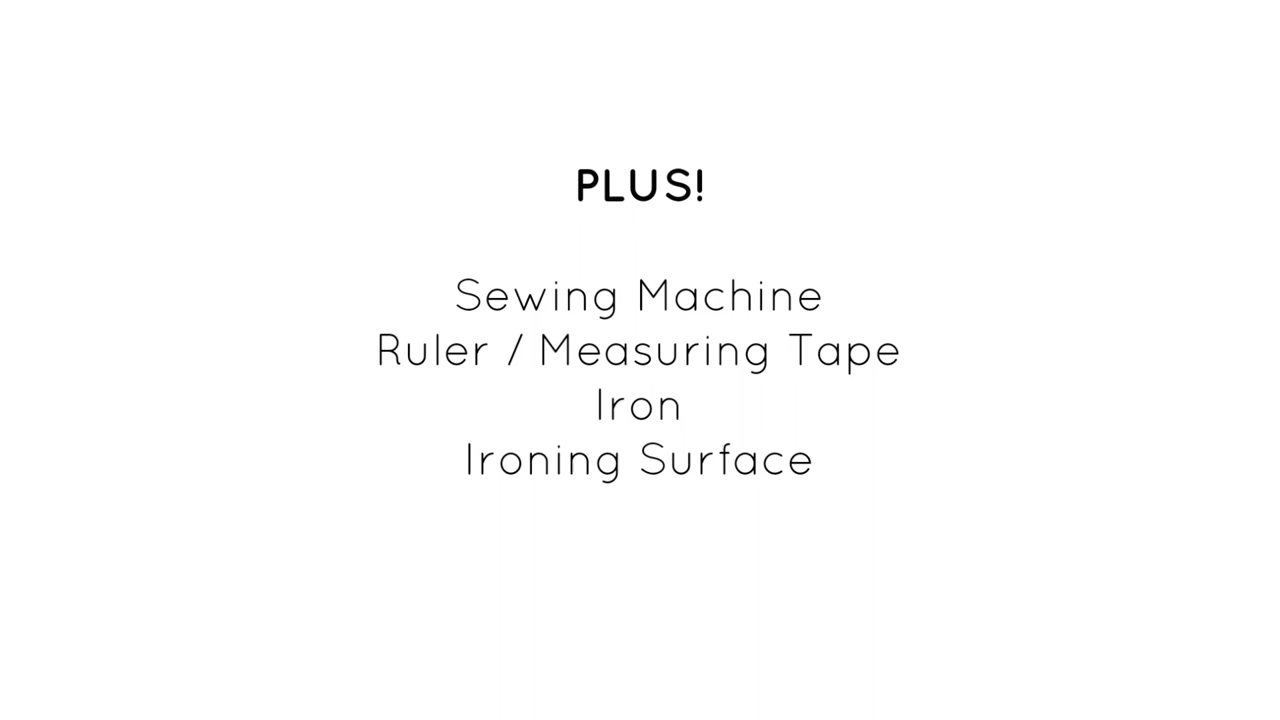 PLUS!
Sewing Machine
Ruler / Measuring Tape
Iron
Ironing Surface